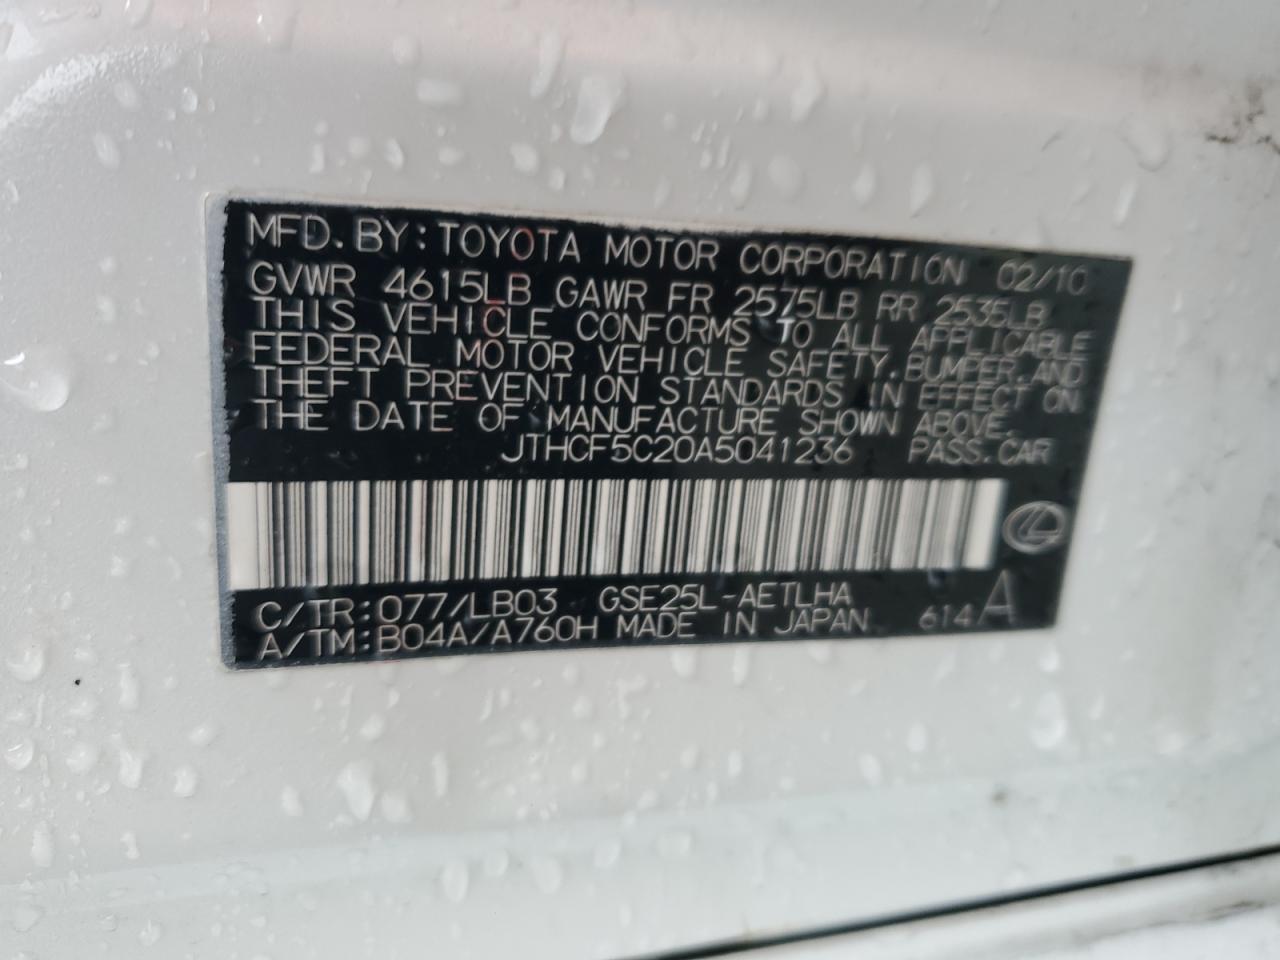 MFD. BY: TOYOTA MOTOR CORPORATION 02/10
GVWR 4615LB GAWR FR 2575LB RR 2535LB
THIS VEHICLE CONFORMS TO ALL APPLICABLE
FEDERAL MOTOR VEHICLE SAFETY, BUMPER, AND
THEFT PREVENTION STANDARDS IN EFFECT ON
THE DATE OF MANUFACTURE SHOWN ABOVE.
JTHCF5C20A5041236 PASS. CAR
C/TR: 077/LB03 GSE25L-AETLHA
A/TM: B04A/A760H MADE IN JAPAN 614 A